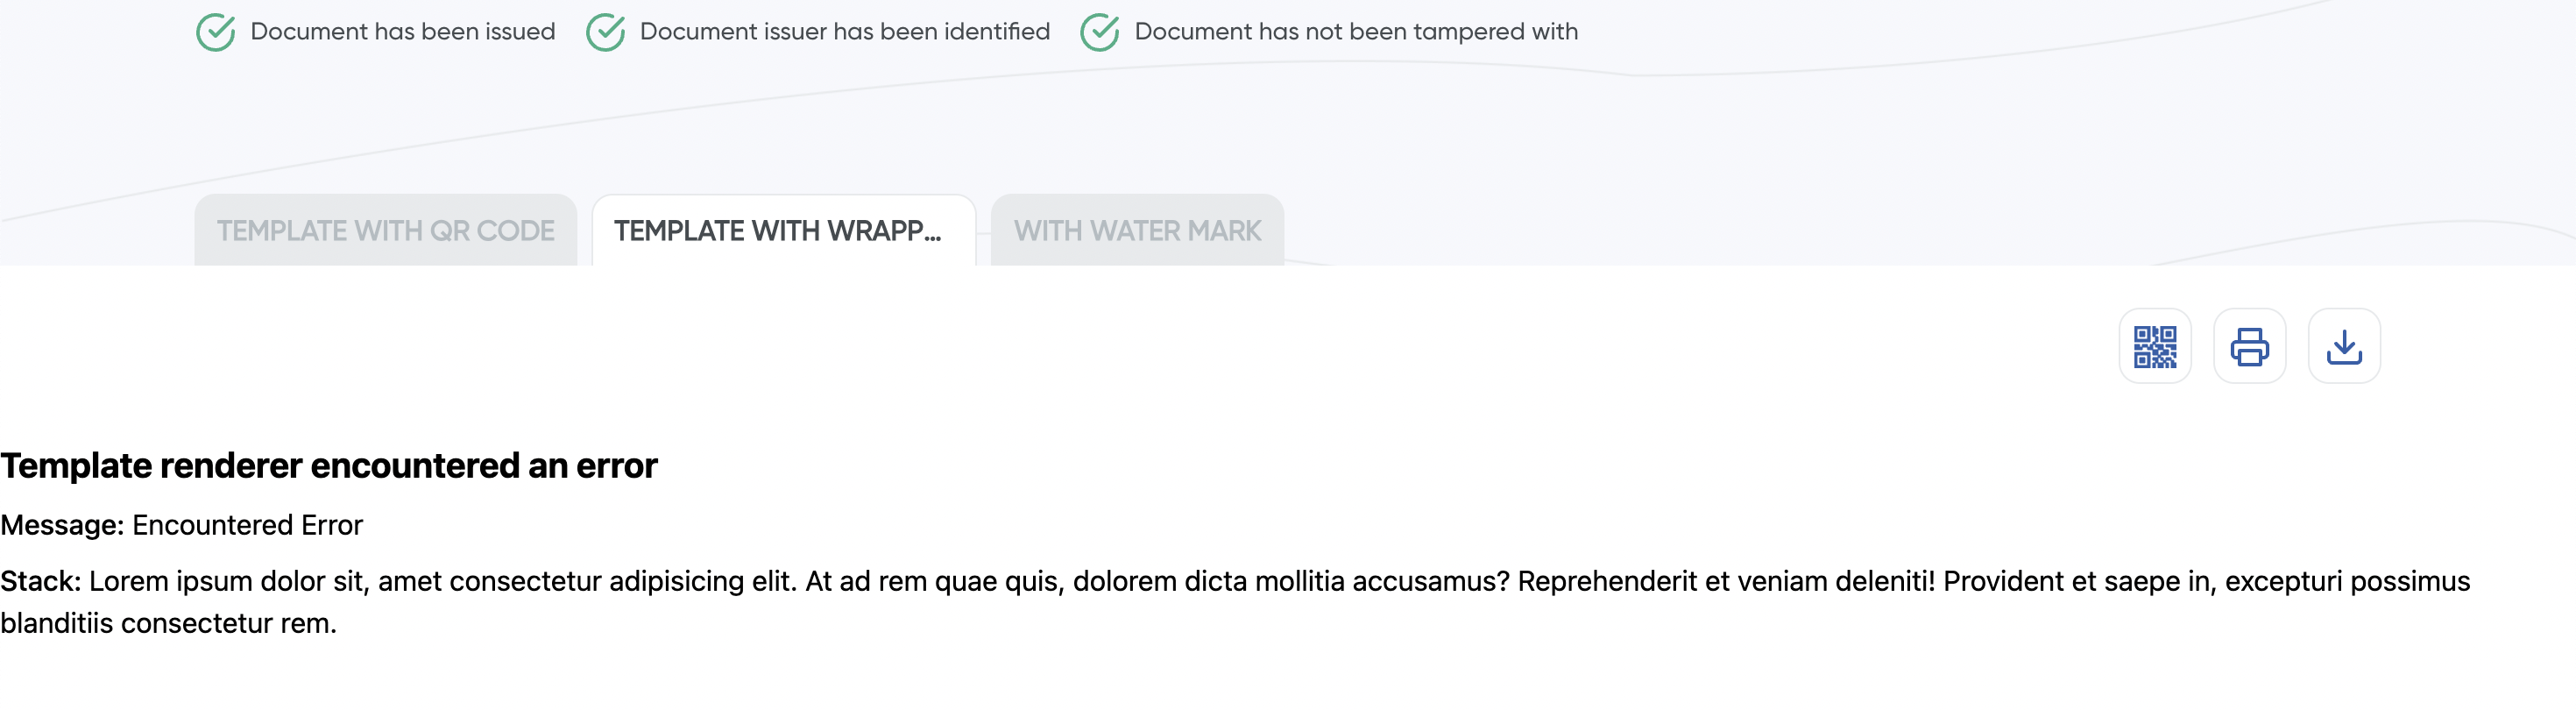 Document has been issued Document issuer has been identified Document has not been tampered with
TEMPLATE WITH QR CODE TEMPLATE WITH WRAPP... WITH WATER MARK
Template renderer encountered an error
Message: Encountered Error
Stack: Lorem ipsum dolor sit, amet consectetur adipisicing elit. At ad rem quae quis, dolorem dicta mollitia accusamus? Reprehenderit et veniam deleniti! Provident et saepe in, excepturi possimus
blanditiis consectetur rem.